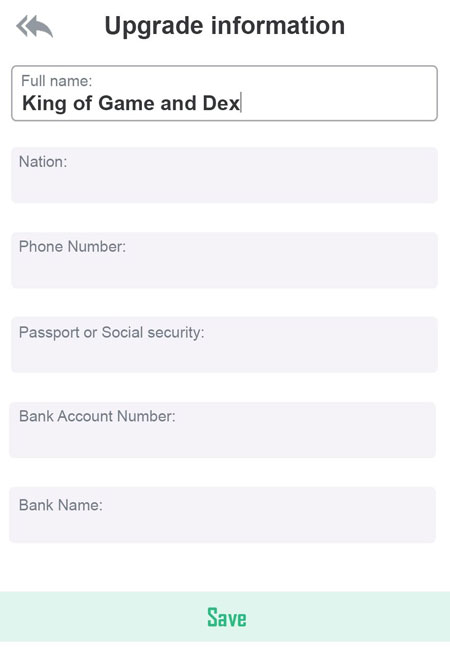 Upgrade information
Full name:
King of Game and Dex
Nation:
Phone Number:
Passport or Social security:
Bank Account Number:
Bank Name:
Save